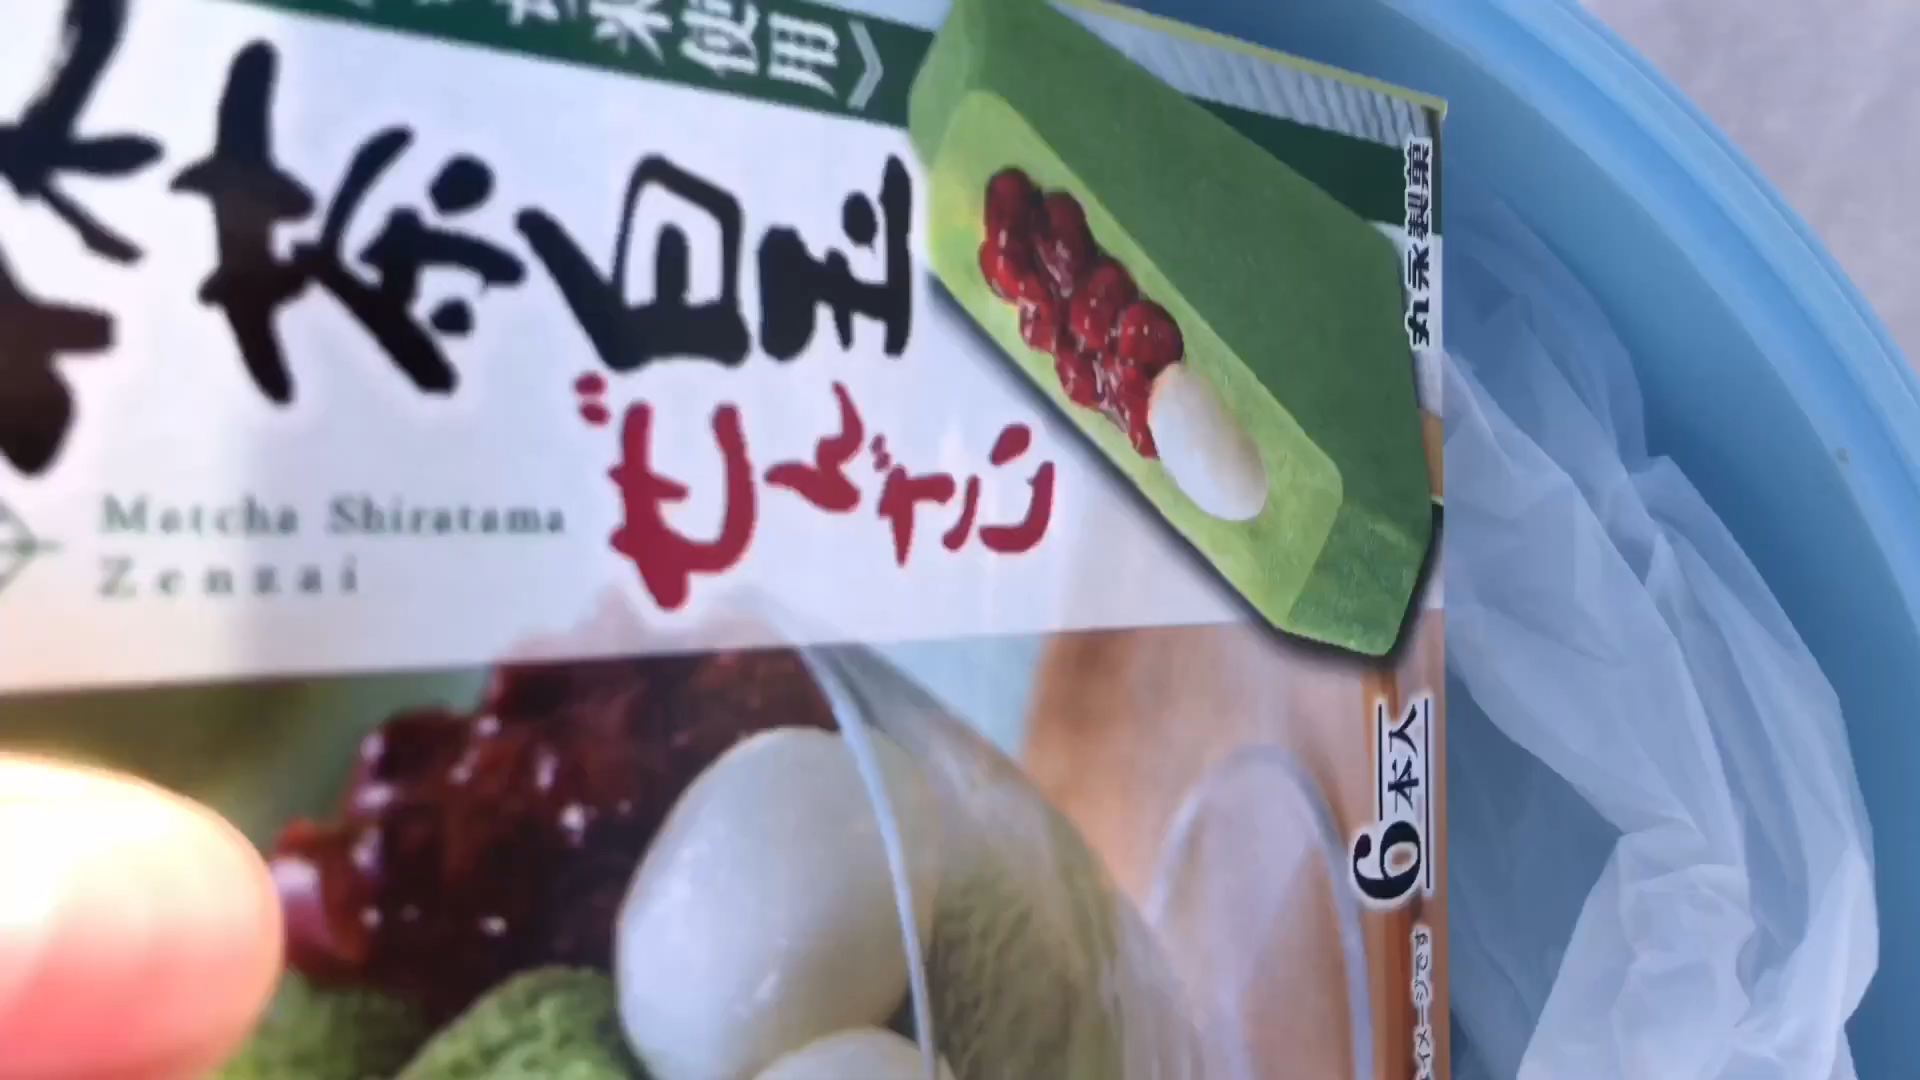 米使用
抹茶白玉
ぜんざい
Matcha Shiratama
Zenzai
丸永製菓
6本入
イメージです